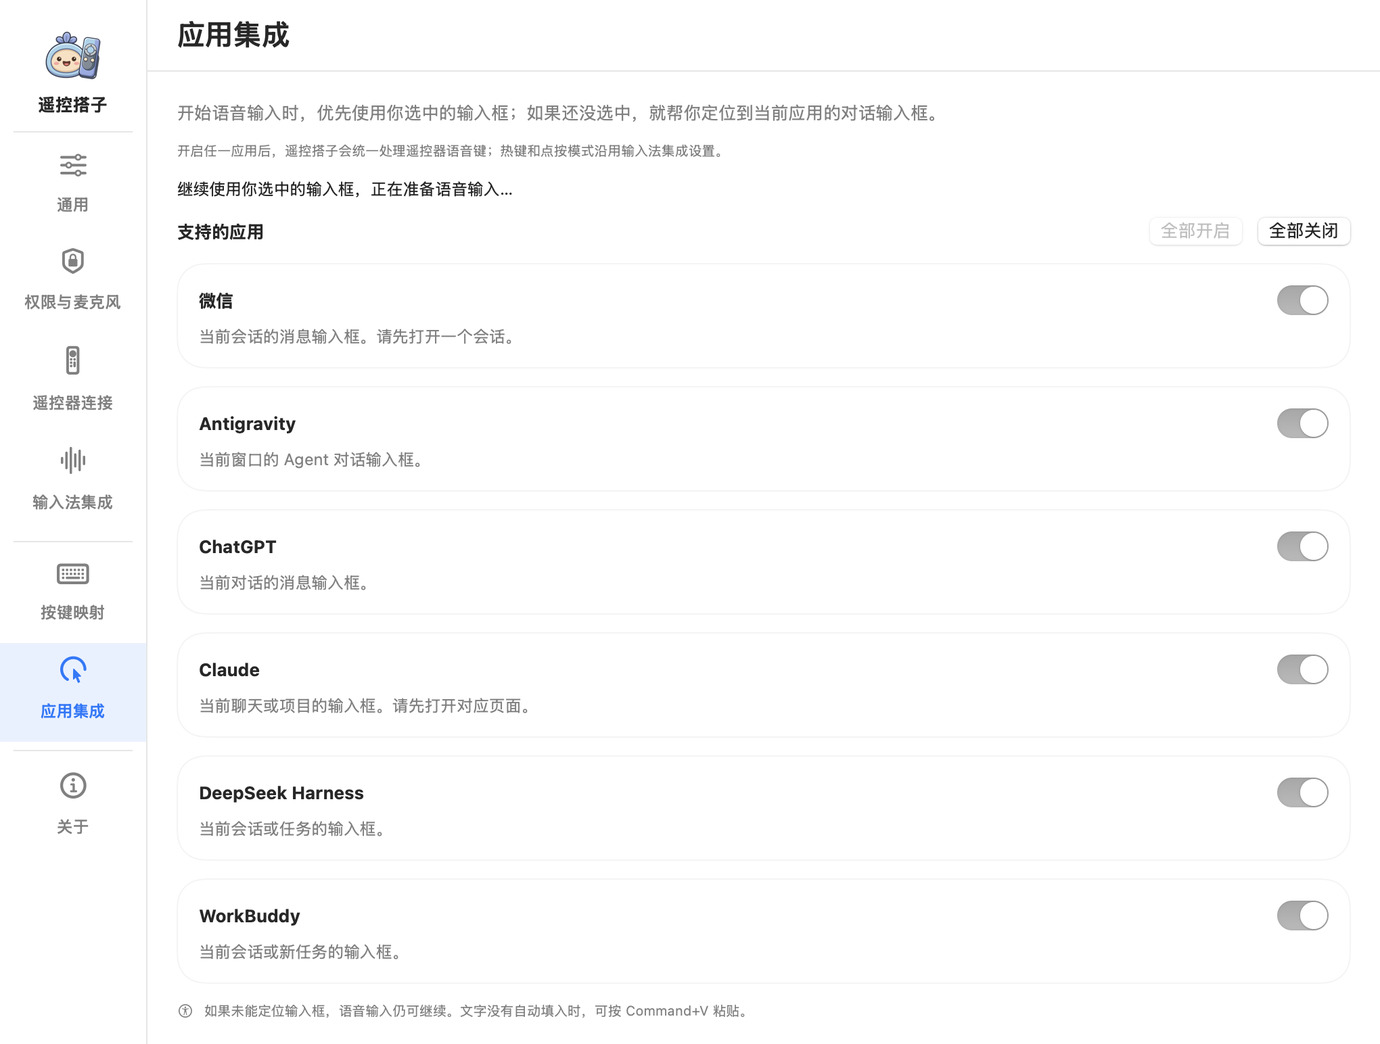 应用集成
遥控搭子
通用
权限与麦克风
遥控器连接
输入法集成
按键映射
应用集成
关于
开始语音输入时，优先使用你选中的输入框；如果还没选中，就帮你定位到当前应用的对话输入框。
开启任一应用后，遥控搭子会统一处理遥控器语音键；热键和点按模式沿用输入法集成设置。
继续使用你选中的输入框，正在准备语音输入...
支持的应用
全部开启
全部关闭
微信
当前会话的消息输入框。请先打开一个会话。
Antigravity
当前窗口的 Agent 对话输入框。
ChatGPT
当前对话的消息输入框。
Claude
当前聊天或项目的输入框。请先打开对应页面。
DeepSeek Harness
当前会话或任务的输入框。
WorkBuddy
当前会话或新任务的输入框。
如果未能定位输入框，语音输入仍可继续。文字没有自动填入时，可按 Command+V 粘贴。